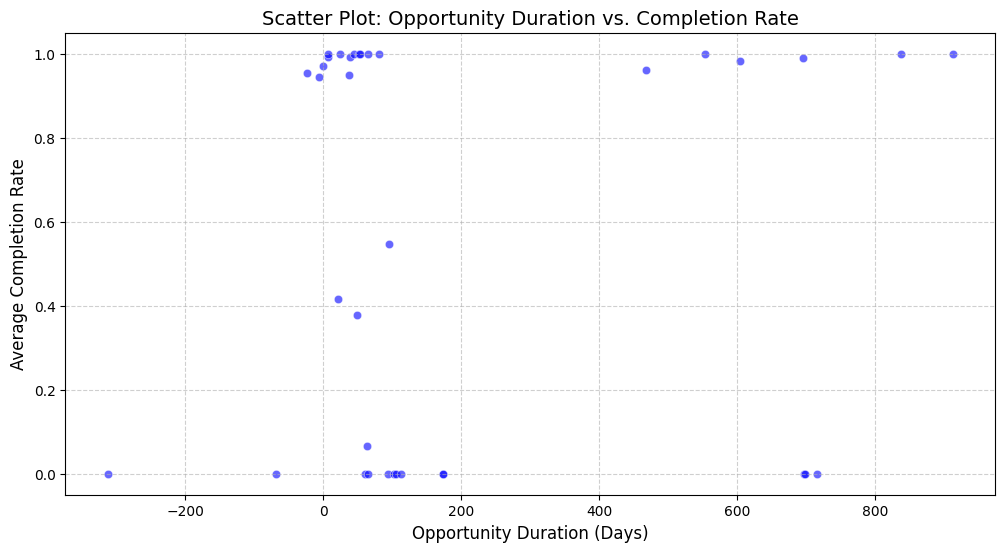 Scatter Plot: Opportunity Duration vs. Completion Rate
1.0
0.8
0.6
0.4
0.2
0.0
Average Completion Rate
−200 0 200 400 600 800
Opportunity Duration (Days)